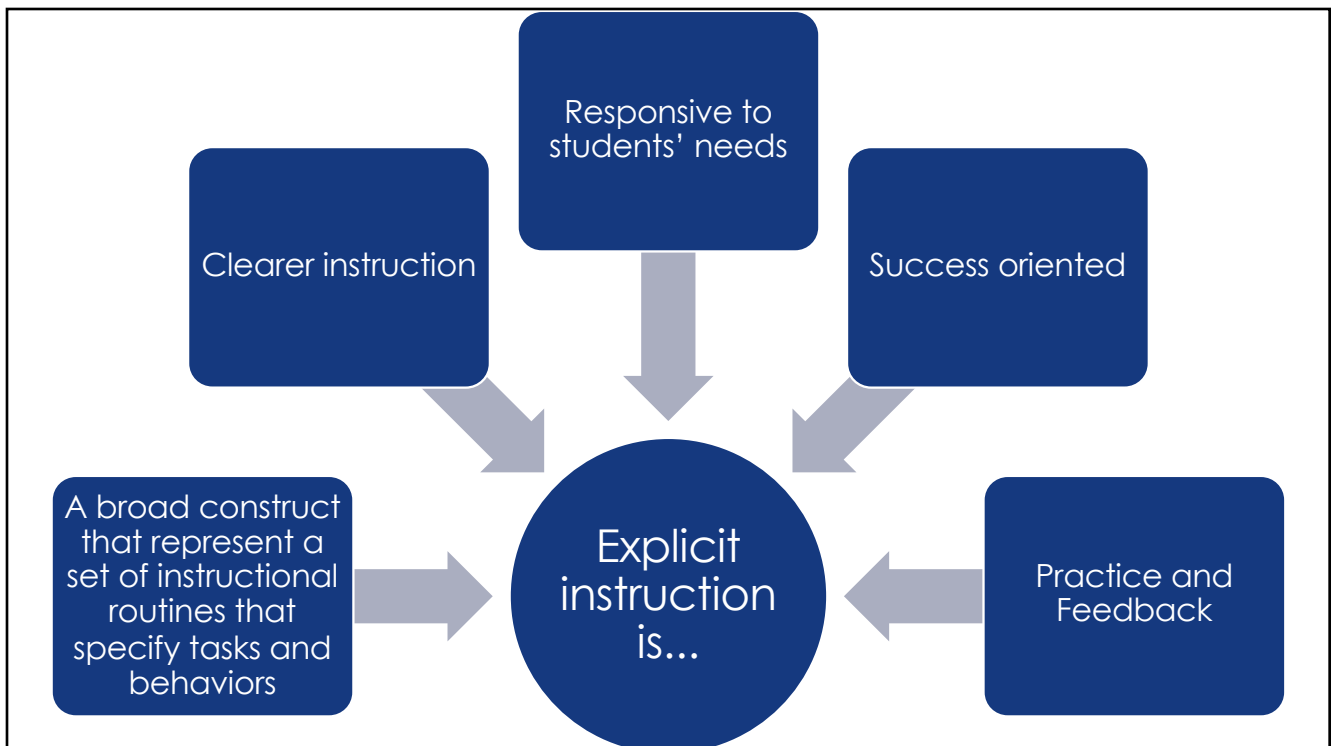 Responsive to
students’ needs
Clearer instruction
Success oriented
A broad construct
that represent a
set of instructional
routines that
specify tasks and
behaviors
Explicit
instruction
is...
Practice and
Feedback